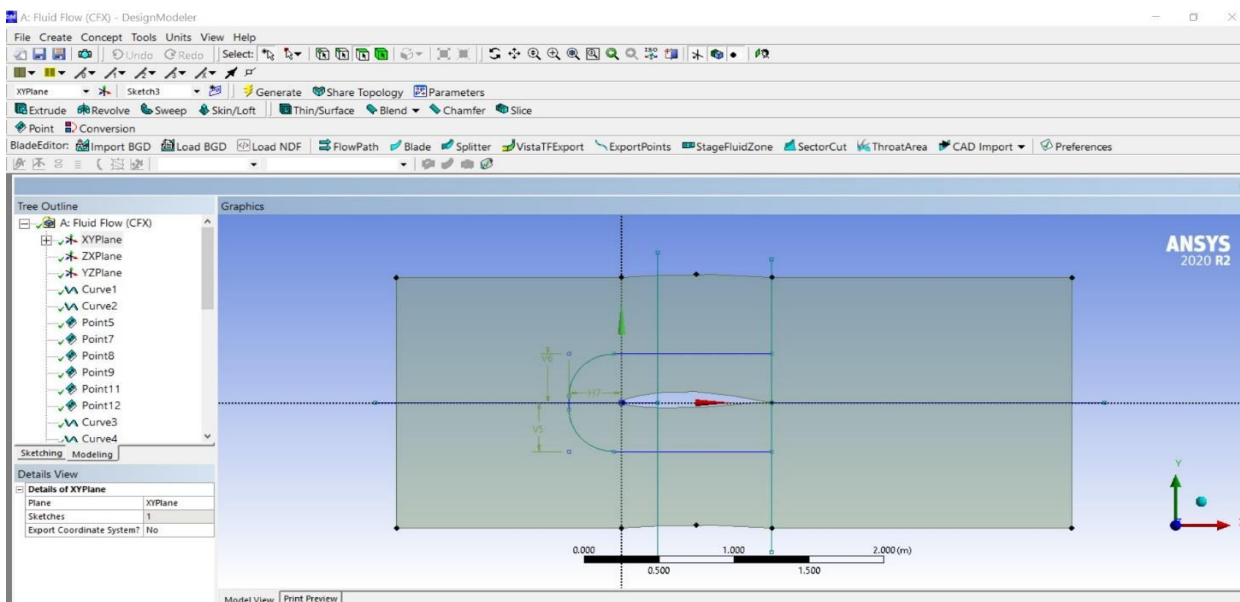 A: Fluid Flow (CFX) - DesignModeler
File Create Concept Tools Units View Help
Undo Redo Select:
XYPlane Sketch3 Generate Share Topology Parameters
Extrude Revolve Sweep Skin/Loft Thin/Surface Blend Chamfer Slice
Point Conversion
BladeEditor: Import BGD Load BGD Load NDF FlowPath Blade Splitter VistaTFExport ExportPoints StageFluidZone SectorCut ThroatArea CAD Import Preferences
Tree Outline
A: Fluid Flow (CFX)
XYPlane
ZXPlane
YZPlane
Curve1
Curve2
Point5
Point7
Point8
Point9
Point11
Point12
Curve3
Curve4
Sketching Modeling
Details View
Details of XYPlane
Plane XYPlane
Sketches 1
Export Coordinate System? No
Graphics
ANSYS
2020 R2
V6
H7
V5
Y
0.000 1.000 2.000 (m)
0.500 1.500
Model View Print Preview